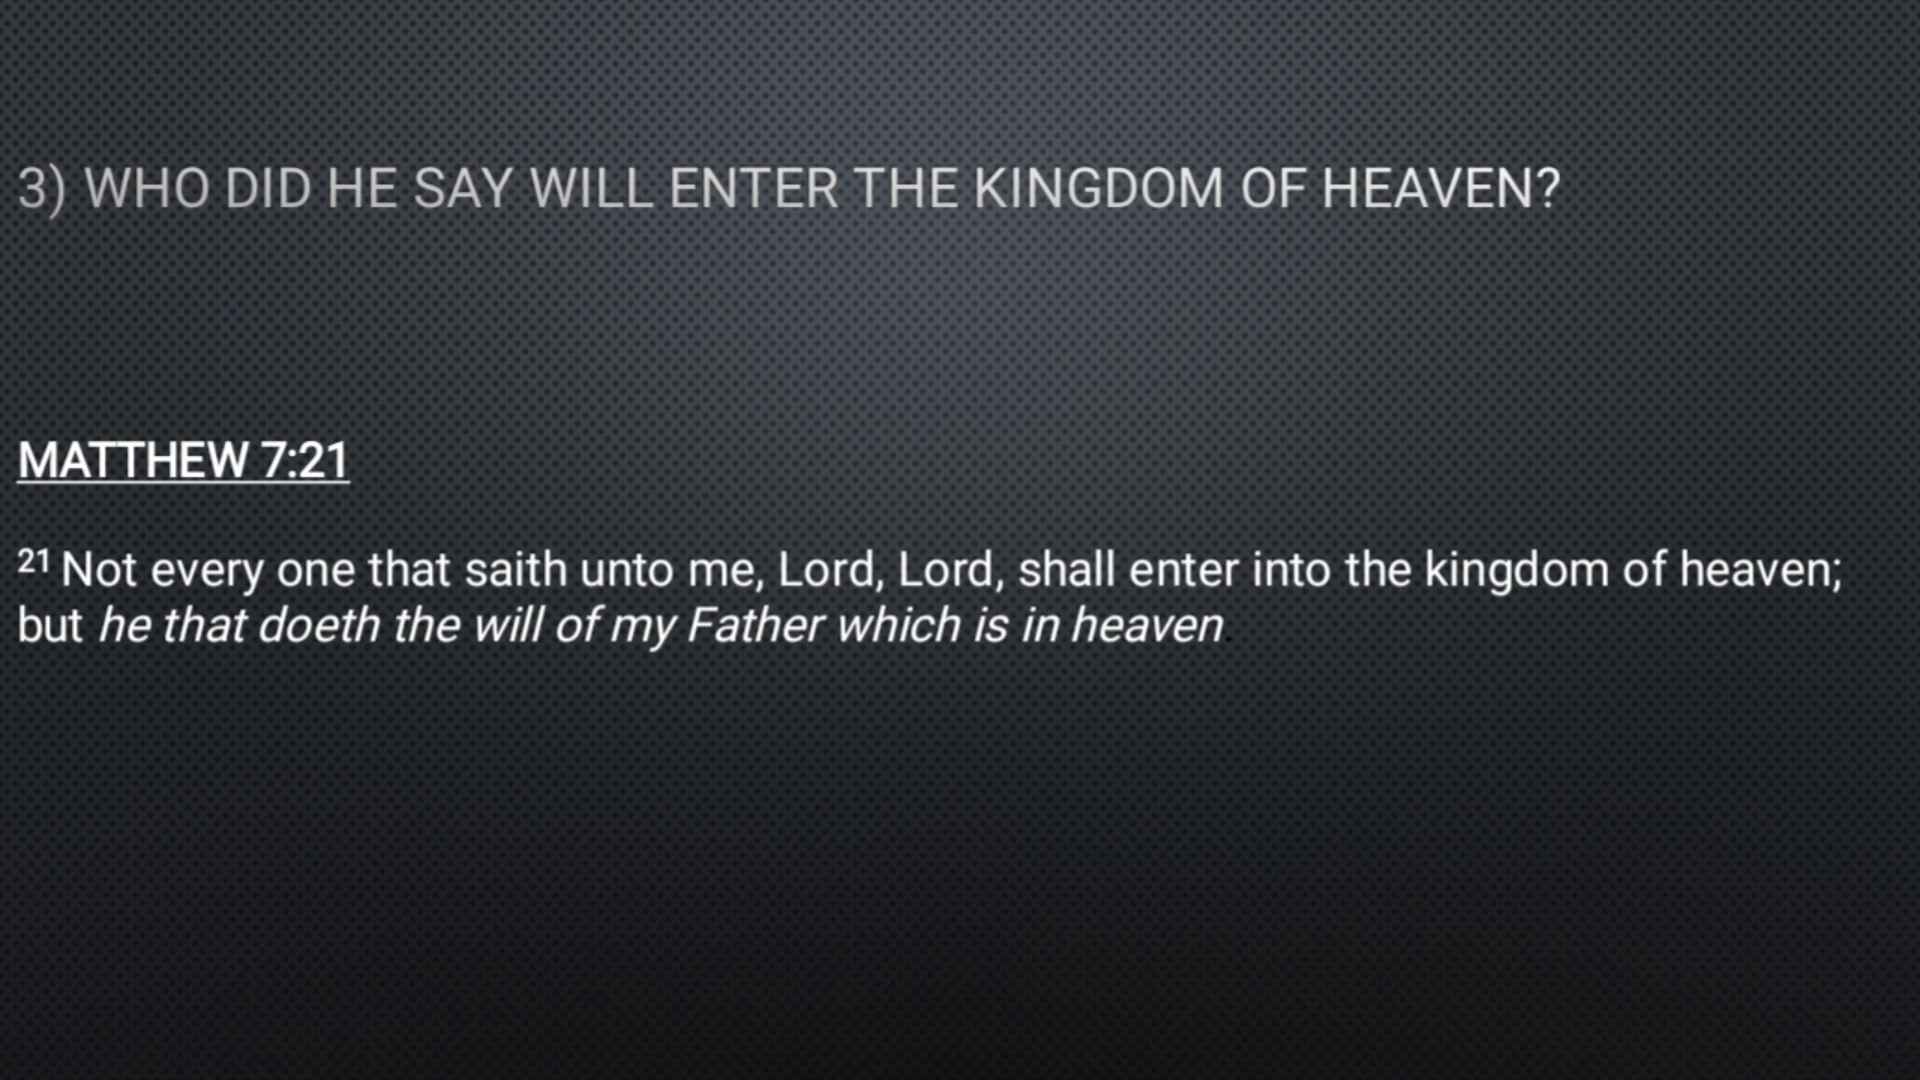 3) WHO DID HE SAY WILL ENTER THE KINGDOM OF HEAVEN?
MATTHEW 7:21
21 Not every one that saith unto me, Lord, Lord, shall enter into the kingdom of heaven;
but he that doeth the will of my Father which is in heaven.